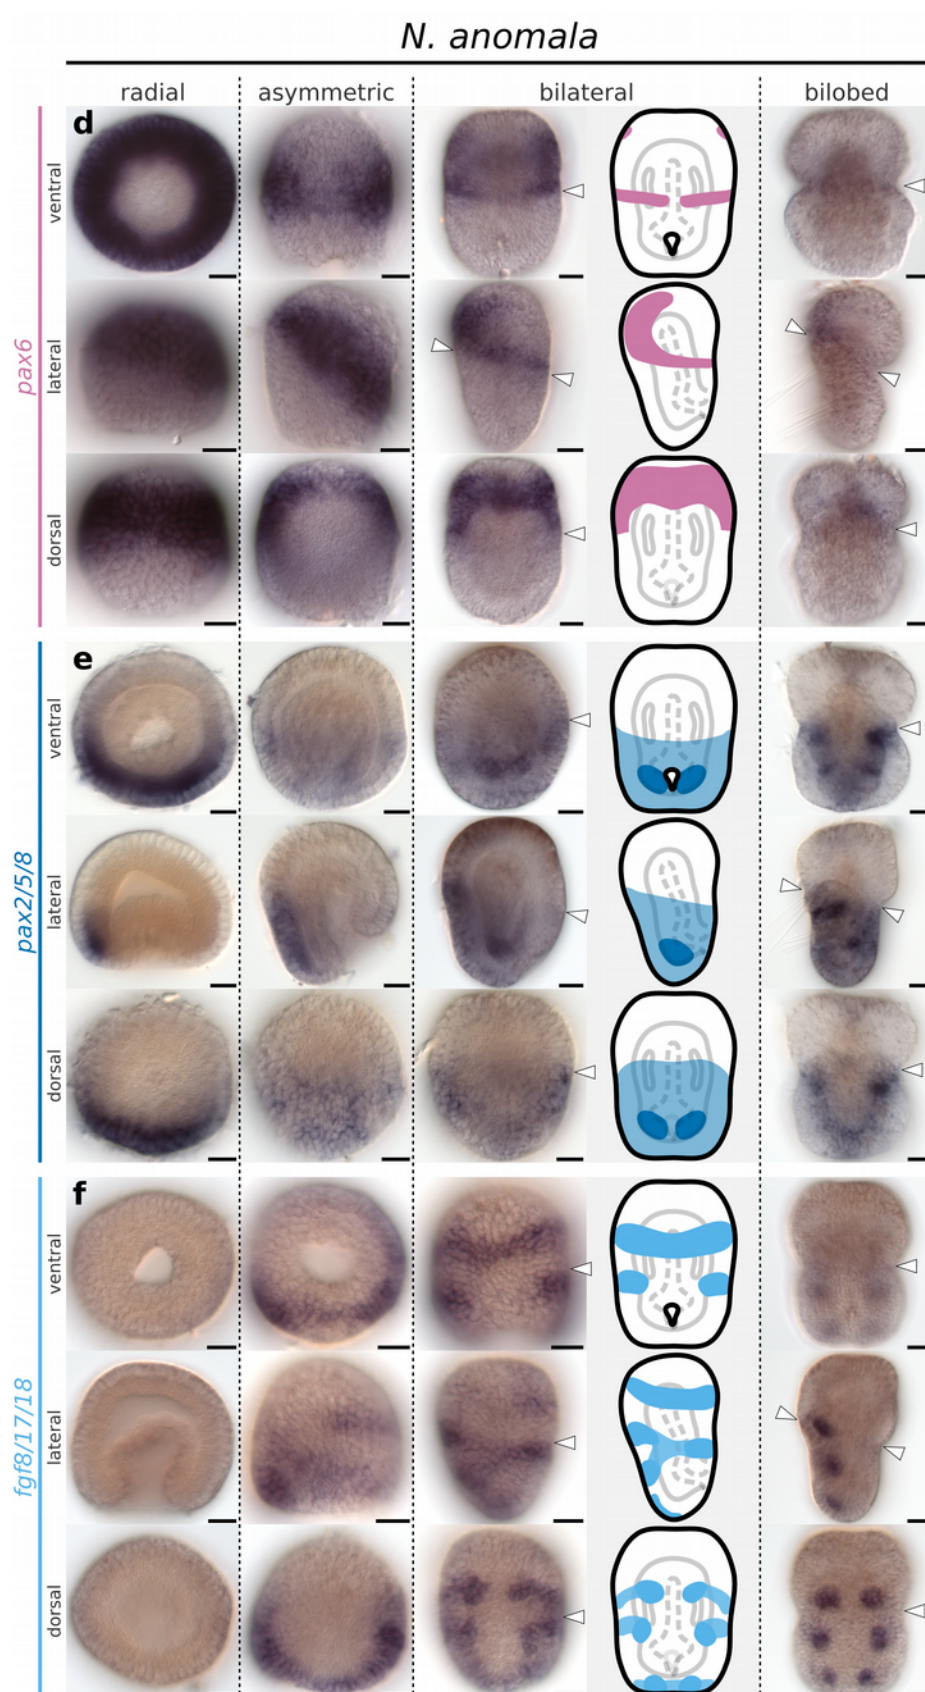 N. anomala
radial asymmetric bilateral bilobed
d
pax6
ventral
lateral
dorsal
e
pax2/5/8
ventral
lateral
dorsal
f
fgf8/17/18
ventral
lateral
dorsal